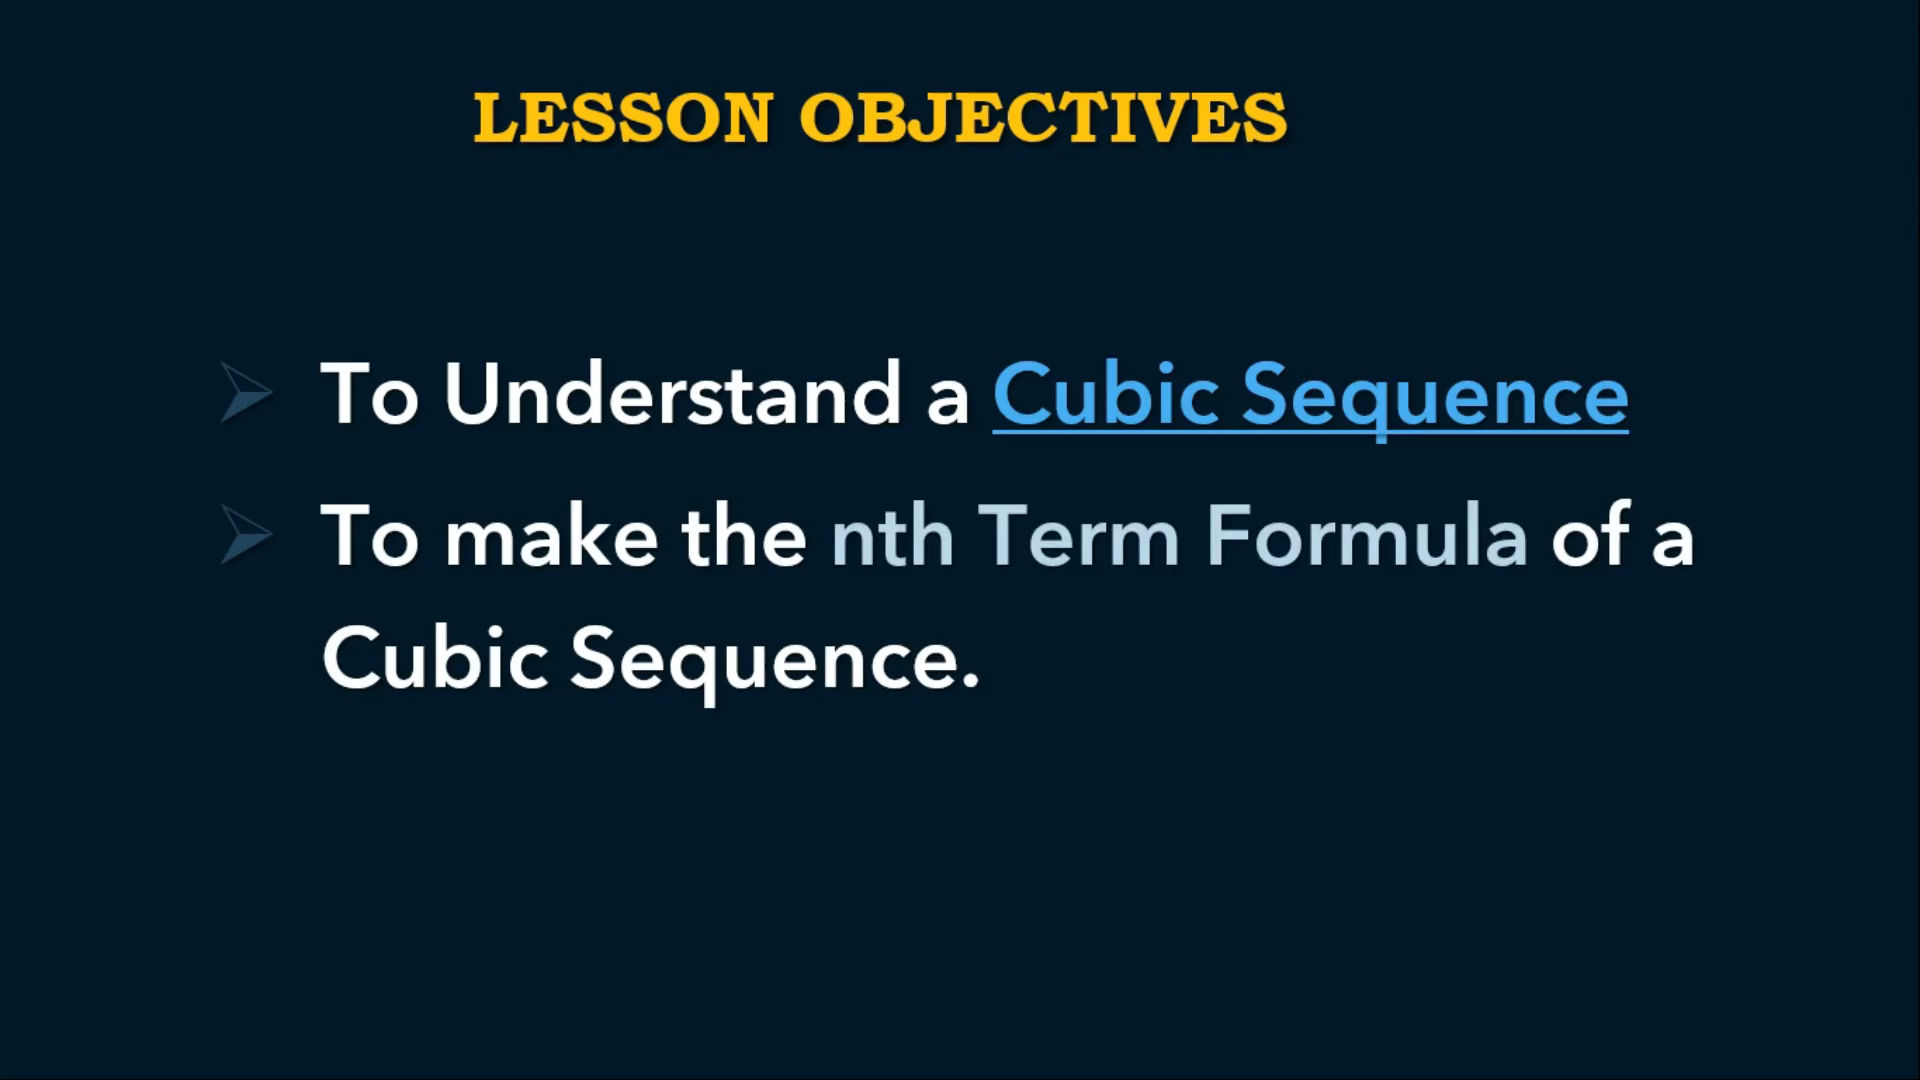 LESSON OBJECTIVES
To Understand a Cubic Sequence
To make the nth Term Formula of a
Cubic Sequence.